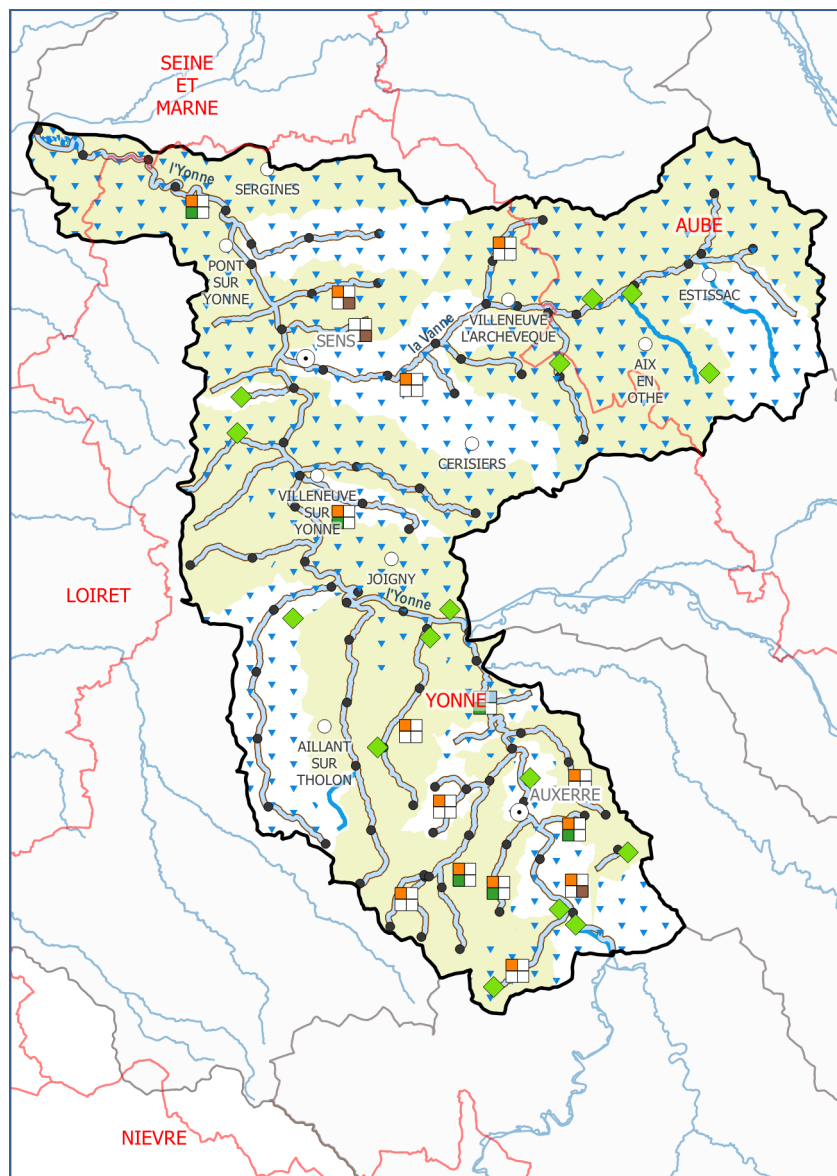 SEINE
ET
MARNE
l'Yonne
SERGINES
AUBE
PONT
SUR
YONNE
ESTISSAC
VILLENEUVE
L'ARCHEVEQUE
la Vanne
SENS
AIX
EN
OTHE
CERISIERS
VILLENEUVE
SUR
YONNE
JOIGNY
l'Yonne
LOIRET
YONNE
AILLANT
SUR
THOLON
AUXERRE
NIEVRE